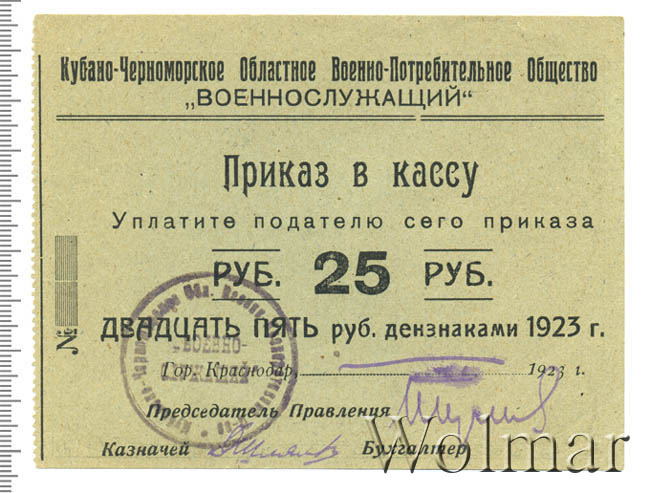 Кубано-Черноморское Областное Военно-Потребительное Общество
„ВОЕННОСЛУЖАЩИЙ“
Приказ в кассу
Уплатите подателю сего приказа
РУБ. 25 РУБ.
ДВАДЦАТЬ ПЯТЬ руб. дензнаками 1923 г.
№
Гор. Краснодар, 1923 г.
Председатель Правления
Казначей Бухгалтер
Wolmar